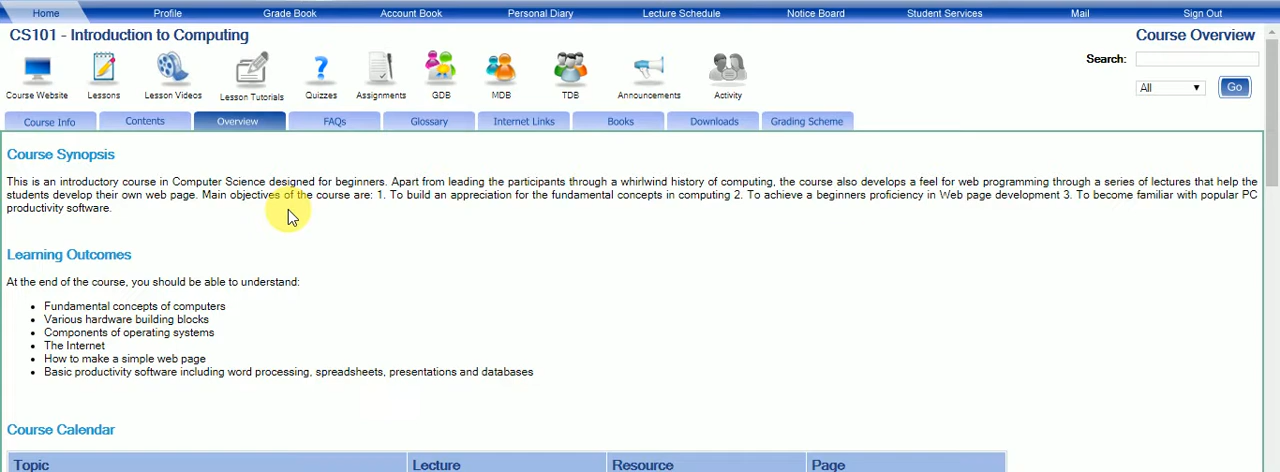 Home Profile Grade Book Account Book Personal Diary Lecture Schedule Notice Board Student Services Mail Sign Out
CS101 - Introduction to Computing Course Overview
Search:
Course Website Lessons Lesson Videos Lesson Tutorials Quizzes Assignments GDB MDB TDB Announcements Activity All Go
Course Info Contents Overview FAQs Glossary Internet Links Books Downloads Grading Scheme
Course Synopsis
This is an introductory course in Computer Science designed for beginners. Apart from leading the participants through a whirlwind history of computing, the course also develops a feel for web programming through a series of lectures that help the
students develop their own web page. Main objectives of the course are: 1. To build an appreciation for the fundamental concepts in computing 2. To achieve a beginners proficiency in Web page development 3. To become familiar with popular PC
productivity software.
Learning Outcomes
At the end of the course, you should be able to understand:
• Fundamental concepts of computers
• Various hardware building blocks
• Components of operating systems
• The Internet
• How to make a simple web page
• Basic productivity software including word processing, spreadsheets, presentations and databases
Course Calendar
Topic Lecture Resource Page